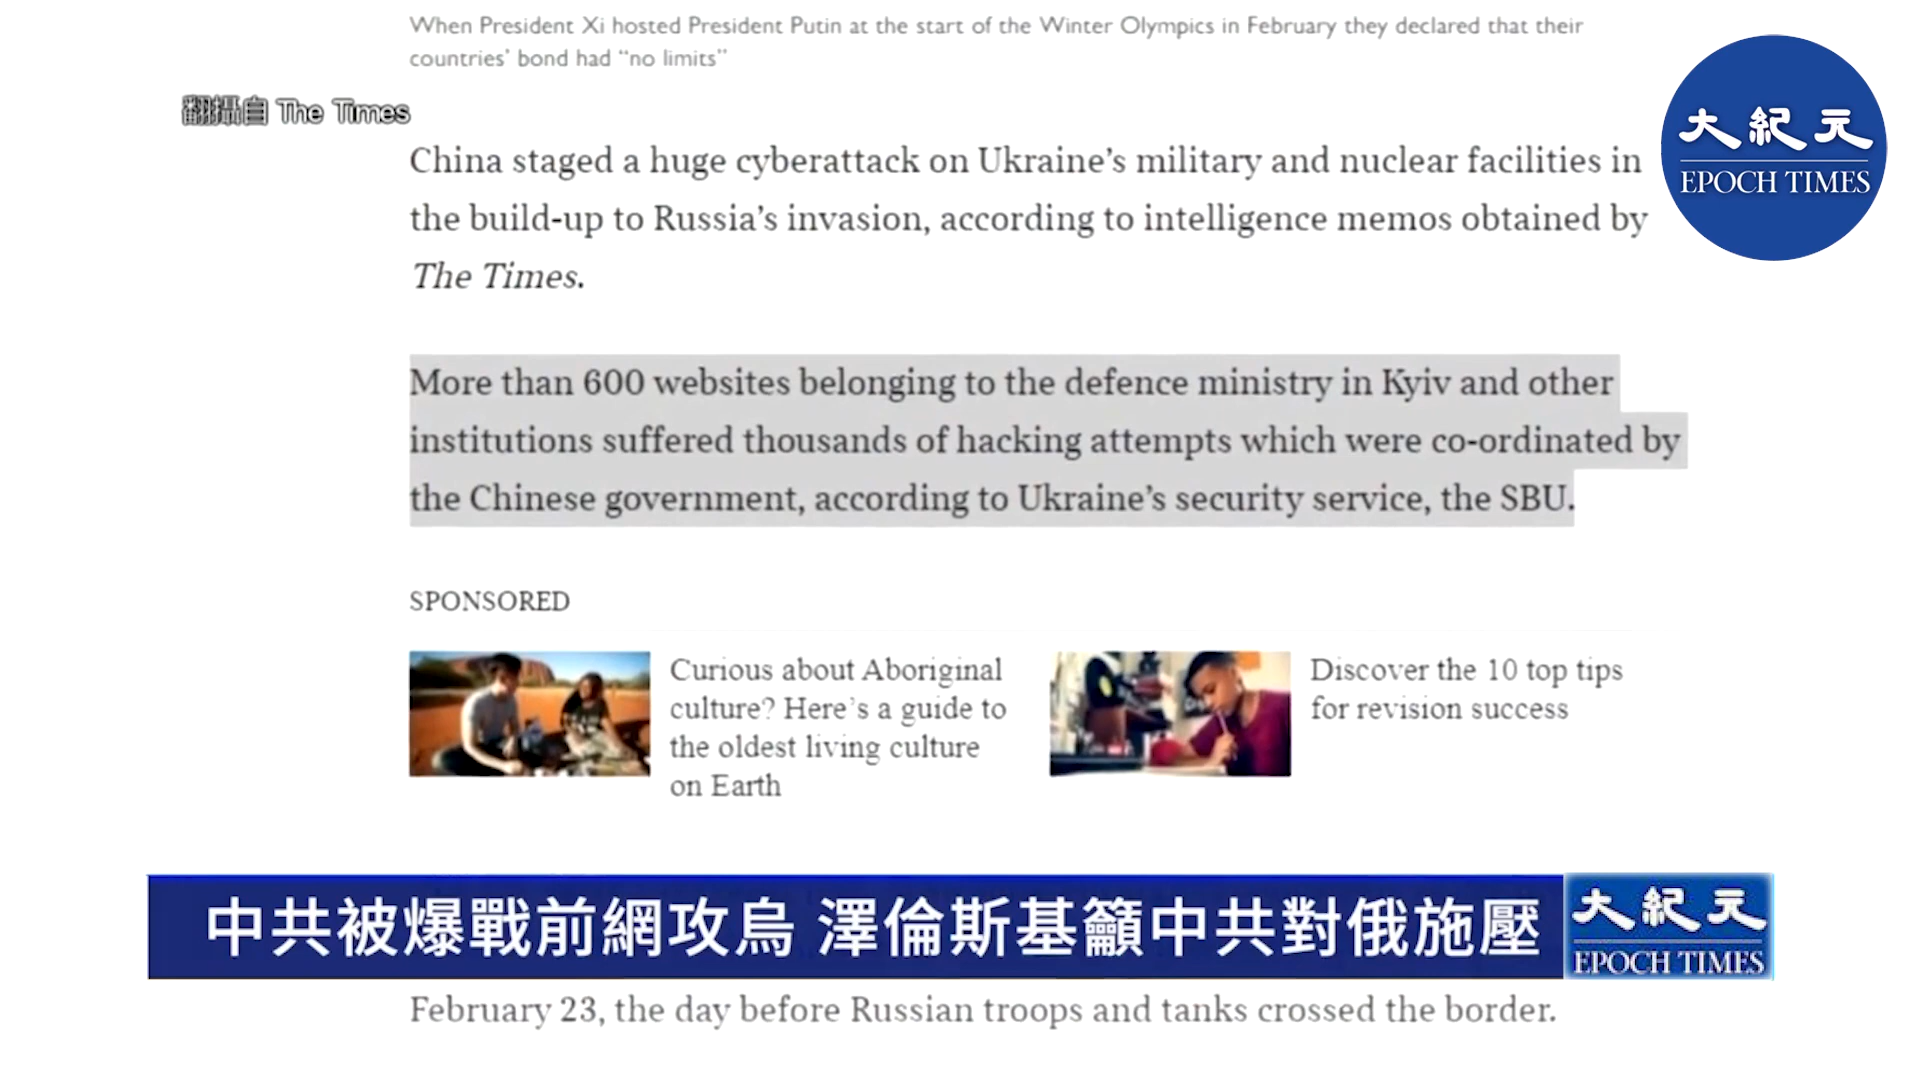 When President Xi hosted President Putin at the start of the Winter Olympics in February they declared that their
countries' bond had “no limits”
翻攝自 The Times
大紀元
EPOCH TIMES
China staged a huge cyberattack on Ukraine’s military and nuclear facilities in
the build-up to Russia’s invasion, according to intelligence memos obtained by
The Times.
More than 600 websites belonging to the defence ministry in Kyiv and other
institutions suffered thousands of hacking attempts which were co-ordinated by
the Chinese government, according to Ukraine’s security service, the SBU.
SPONSORED
Curious about Aboriginal
culture? Here’s a guide to
the oldest living culture
on Earth
Discover the 10 top tips
for revision success
中共被爆戰前網攻烏 澤倫斯基籲中共對俄施壓
大紀元
EPOCH TIMES
February 23, the day before Russian troops and tanks crossed the border.